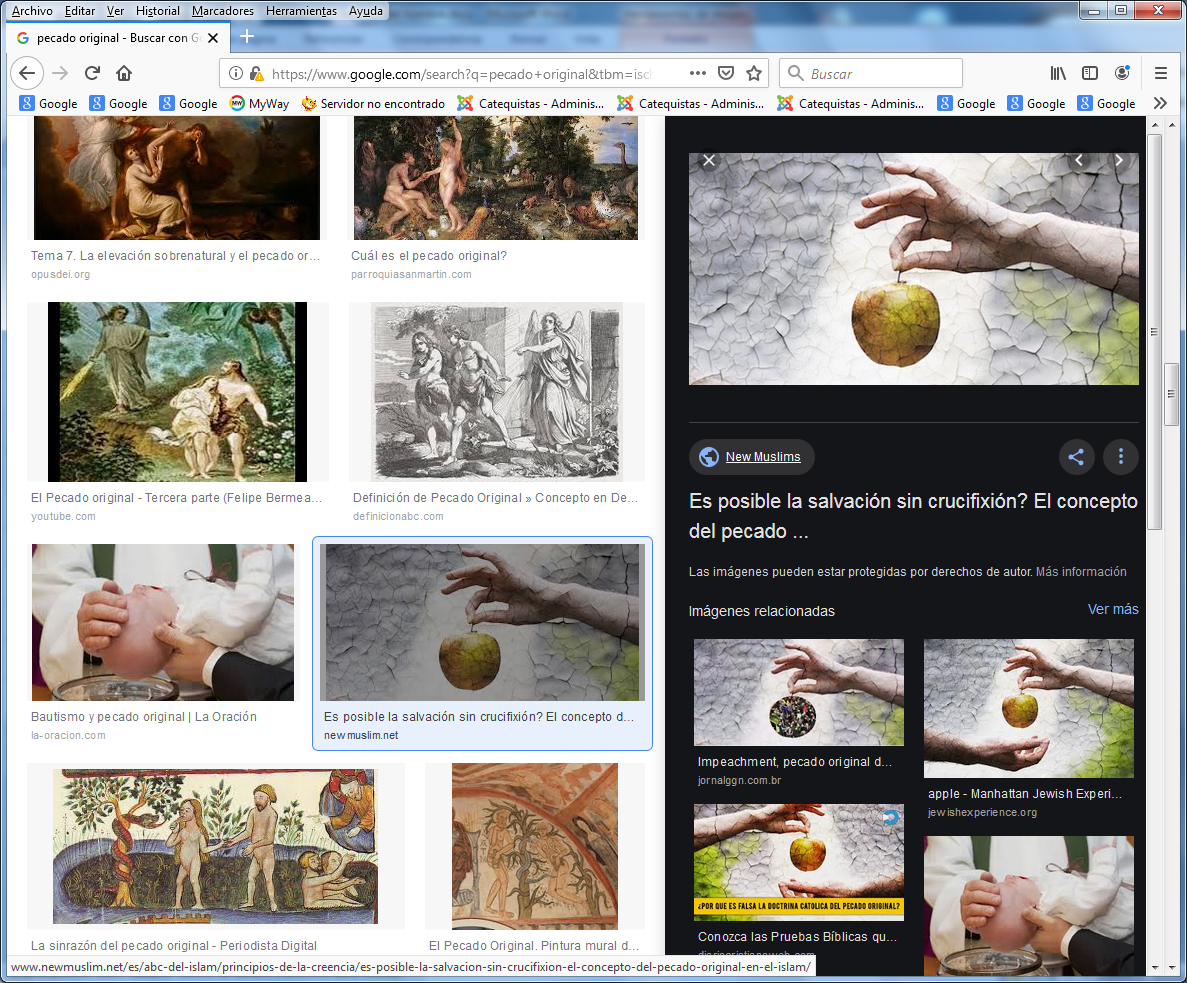 Archivo Editar Ver Historial Marcadores Herramientas Ayuda
pecado original - Buscar con G
https://www.google.com/search?q=pecado+original&tbm=isc
Buscar
Google Google Google MyWay Servidor no encontrado Catequistas - Adminis... Catequistas - Adminis... Catequistas - Adminis... Google Google Google
Tema 7. La elevación sobrenatural y el pecado or...
opusdei.org
Cuál es el pecado original?
parroquiasanmartin.com
El Pecado original - Tercera parte (Felipe Bermea...
youtube.com
Definición de Pecado Original » Concepto en De...
definicionabc.com
Bautismo y pecado original | La Oración
la-oracion.com
Es posible la salvación sin crucifixión? El concepto d...
newmuslim.net
La sinrazón del pecado original - Periodista Digital
El Pecado Original. Pintura mural d...
New Muslims
Es posible la salvación sin crucifixión? El concepto
del pecado ...
Las imágenes pueden estar protegidas por derechos de autor. Más información
Imágenes relacionadas
Ver más
Impeachment, pecado original d...
jornalggn.com.br
apple - Manhattan Jewish Experi...
jewishexperience.org
¿POR QUE ES FALSA LA DOCTRINA CATOLICA DEL PECADO ORIGINAL?
Conozca las Pruebas Bíblicas qu...
www.newmuslim.net/es/abc-del-islam/principios-de-la-creencia/es-posible-la-salvacion-sin-crucifixion-el-concepto-del-pecado-original-en-el-islam/